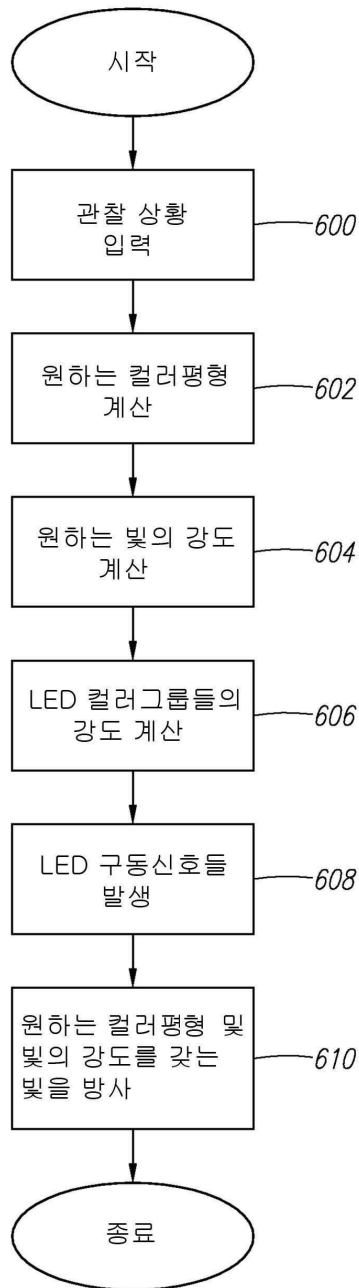 시작
관찰 상황
입력
600
원하는 컬러평형
계산
602
원하는 빛의 강도
계산
604
LED 컬러그룹들의
강도 계산
606
LED 구동신호들
발생
608
원하는 컬러평형 및
빛의 강도를 갖는
빛을 방사
610
종료